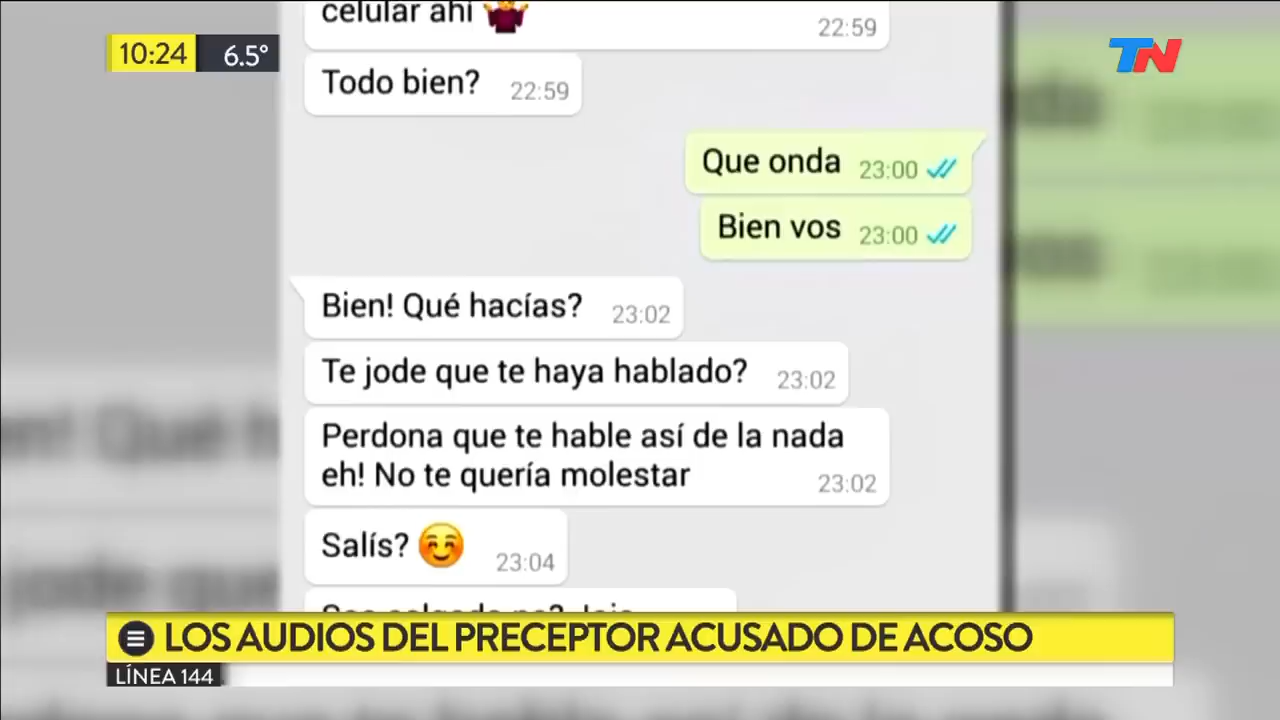 celular ahí 🤷
22:59
10:24
6.5°
TN
Todo bien? 22:59
Que onda 23:00
Bien vos 23:00
Bien! Qué hacías? 23:02
Te jode que te haya hablado? 23:02
Perdona que te hable así de la nada
eh! No te quería molestar 23:02
Salís? ☺️ 23:04
LOS AUDIOS DEL PRECEPTOR ACUSADO DE ACOSO
LÍNEA 144